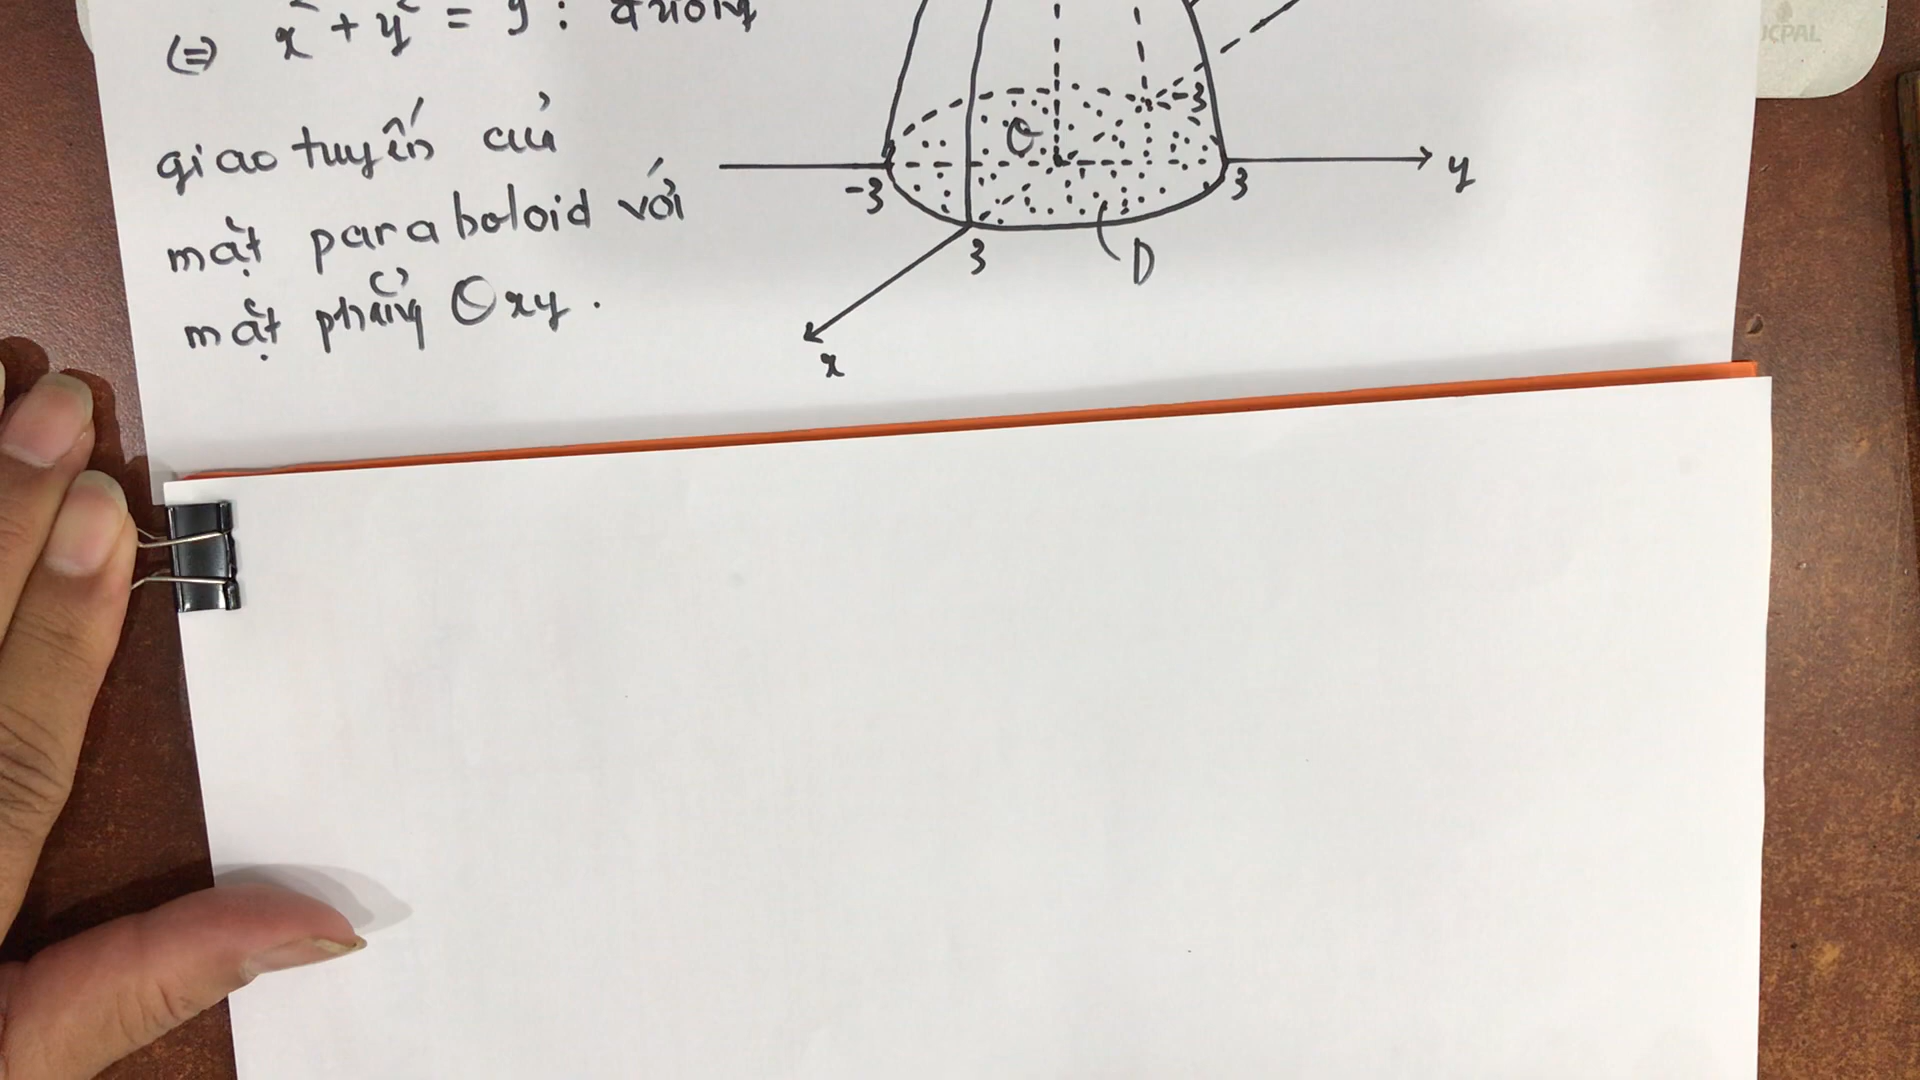 (=) x² + y² = 9 : đường
giao tuyến của
mặt paraboloid với
mặt phẳng Oxy.
-3
O
-3
3
y
3
D
x